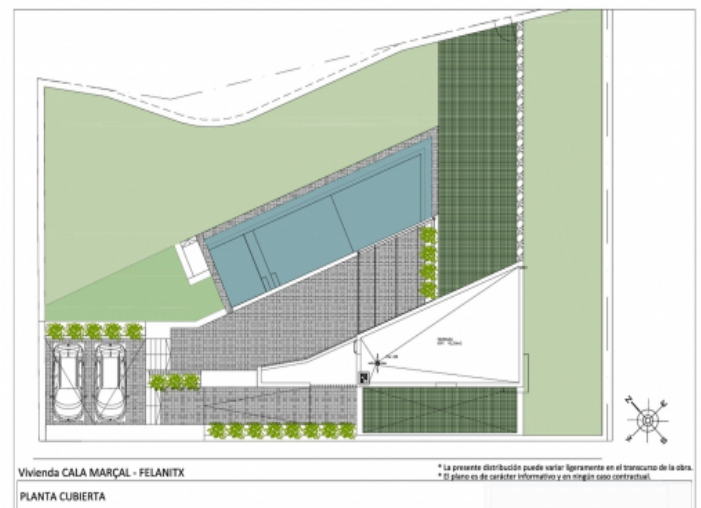 Vivienda CALA MARÇAL - FELANITX
* La presente distribución puede variar ligeramente en el transcurso de la obra.
* El plano es de carácter informativo y en ningún caso contractual.
PLANTA CUBIERTA